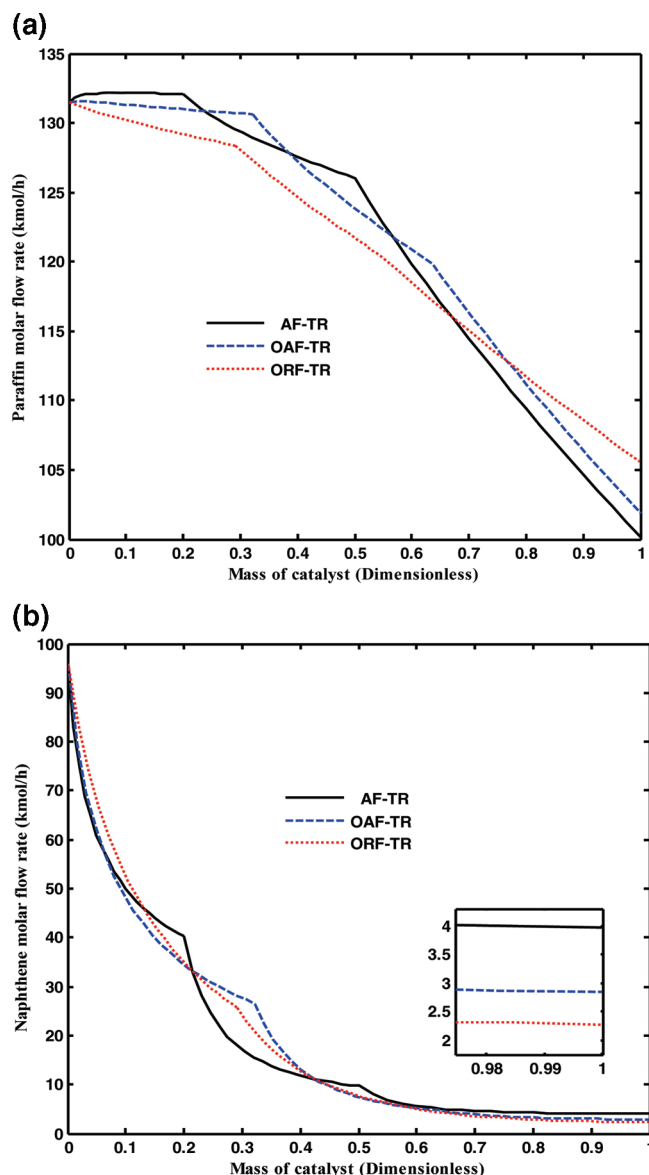 (a)
135
130
125
120
115
110
105
100
Paraffin molar flow rate (kmol/h)
AF-TR
OAF-TR
ORF-TR
0 0.1 0.2 0.3 0.4 0.5 0.6 0.7 0.8 0.9 1
Mass of catalyst (Dimensionless)
(b)
100
90
80
70
60
50
40
30
20
10
0
Naphthene molar flow rate (kmol/h)
AF-TR
OAF-TR
ORF-TR
4
3.5
3
2.5
2
0.98 0.99 1
0 0.1 0.2 0.3 0.4 0.5 0.6 0.7 0.8 0.9 1
Mass of catalyst (Dimensionless)